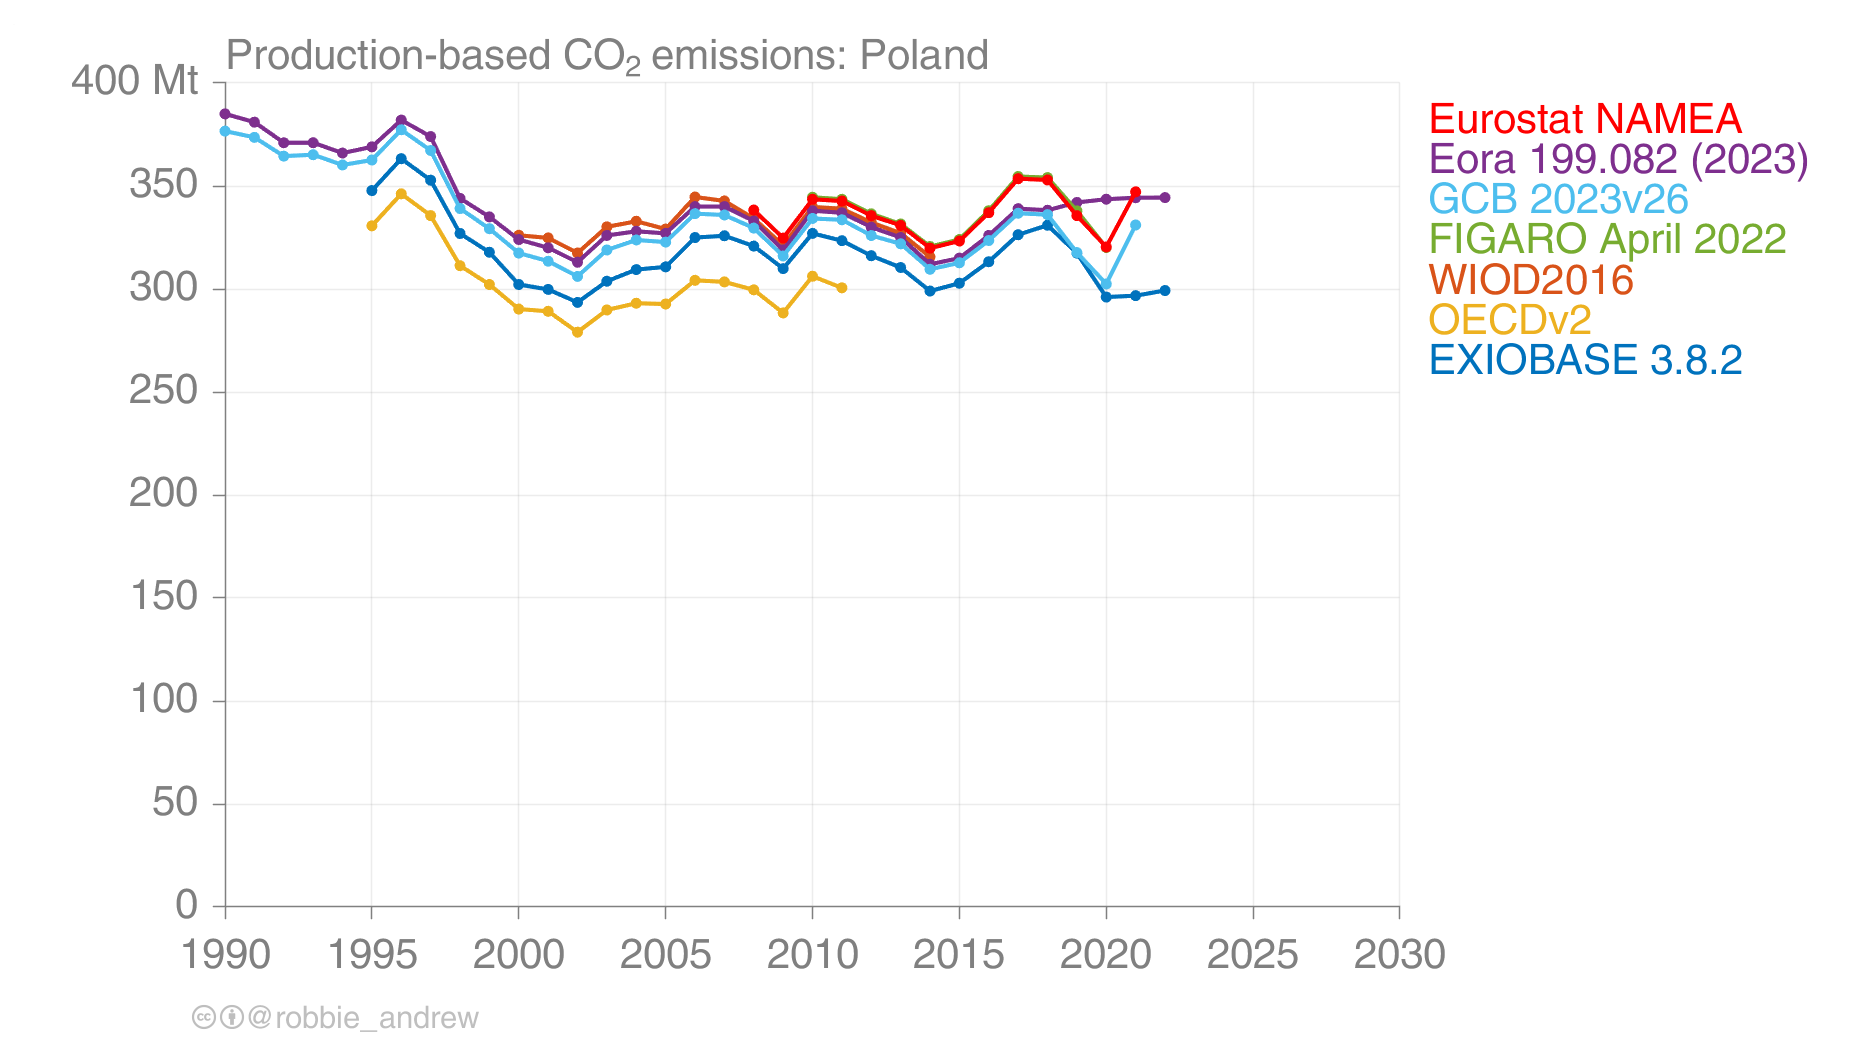 Production-based CO₂ emissions: Poland
400 Mt
350
300
250
200
150
100
50
0
1990 1995 2000 2005 2010 2015 2020 2025 2030
Eurostat NAMEA
Eora 199.082 (2023)
GCB 2023v26
FIGARO April 2022
WIOD2016
OECDv2
EXIOBASE 3.8.2
cc @robbie_andrew